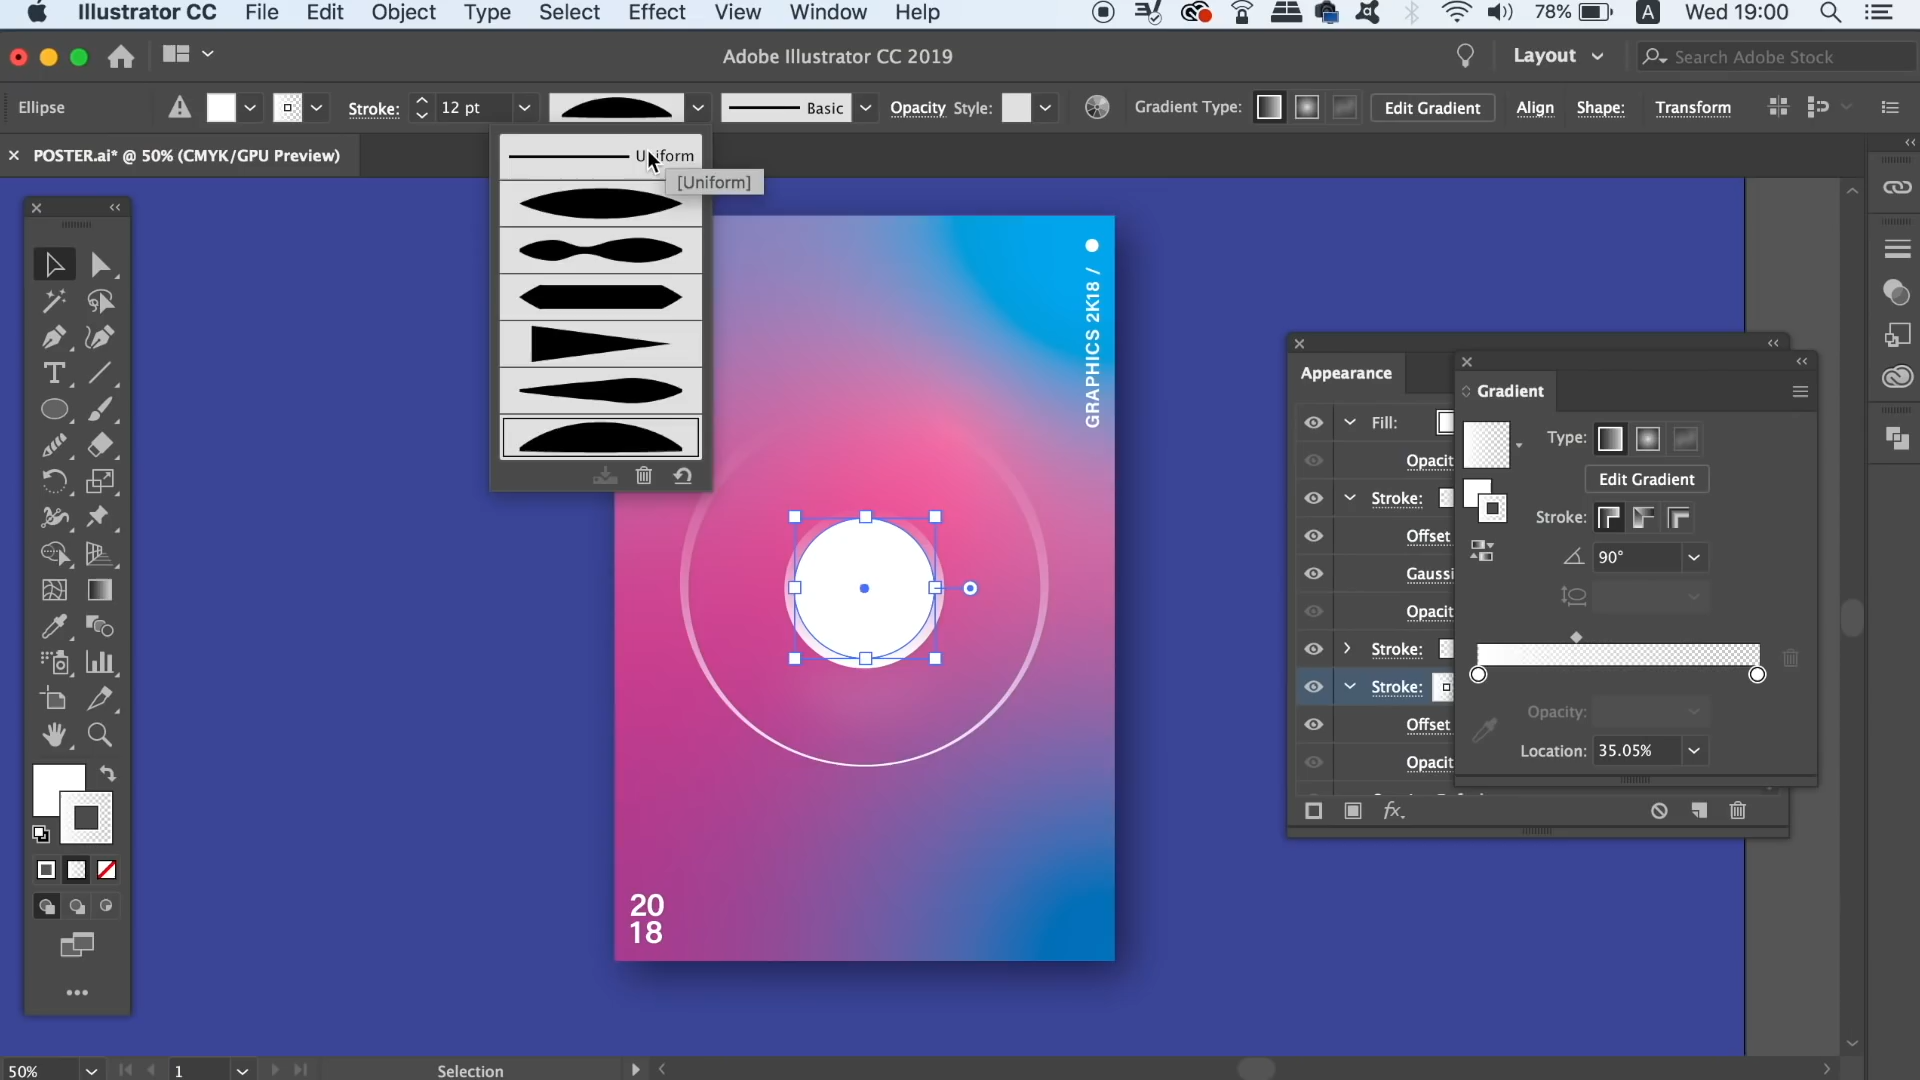 Illustrator CC File Edit Object Type Select Effect View Window Help 78% A Wed 19:00
Adobe Illustrator CC 2019 Layout Search Adobe Stock
Ellipse Stroke: 12 pt Basic Opacity Style: Gradient Type: Edit Gradient Align Shape: Transform
POSTER.ai* @ 50% (CMYK/GPU Preview)
Uniform
[Uniform]
GRAPHICS 2K18 /
20
18
Appearance
Fill:
Opacit
Stroke:
Offset
Gaussi
Opacit
Stroke:
Stroke:
Offset
Opacit
fx
Gradient
Type:
Edit Gradient
Stroke:
90°
Opacity:
Location: 35.05%
50% 1 Selection